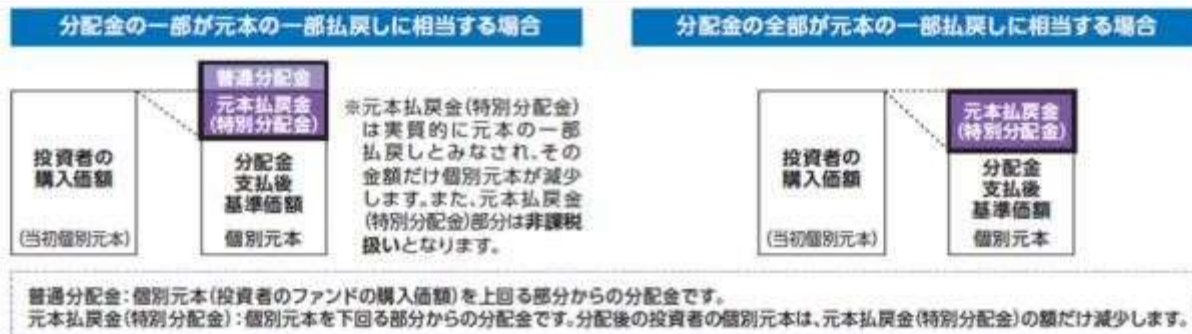 分配金の一部が元本の一部払戻しに相当する場合
普通分配金
元本払戻金
(特別分配金)
投資者の
購入価額
(当初個別元本)
分配金
支払後
基準価額
個別元本
※元本払戻金(特別分配金)
は実質的に元本の一部
払戻しとみなされ、その
金額だけ個別元本が減少
します。また、元本払戻金
(特別分配金)部分は非課税
扱いとなります。
分配金の全部が元本の一部払戻しに相当する場合
元本払戻金
(特別分配金)
投資者の
購入価額
(当初個別元本)
分配金
支払後
基準価額
個別元本
普通分配金:個別元本(投資者のファンドの購入価額)を上回る部分からの分配金です。
元本払戻金(特別分配金):個別元本を下回る部分からの分配金です。分配後の投資者の個別元本は、元本払戻金(特別分配金)の額だけ減少します。